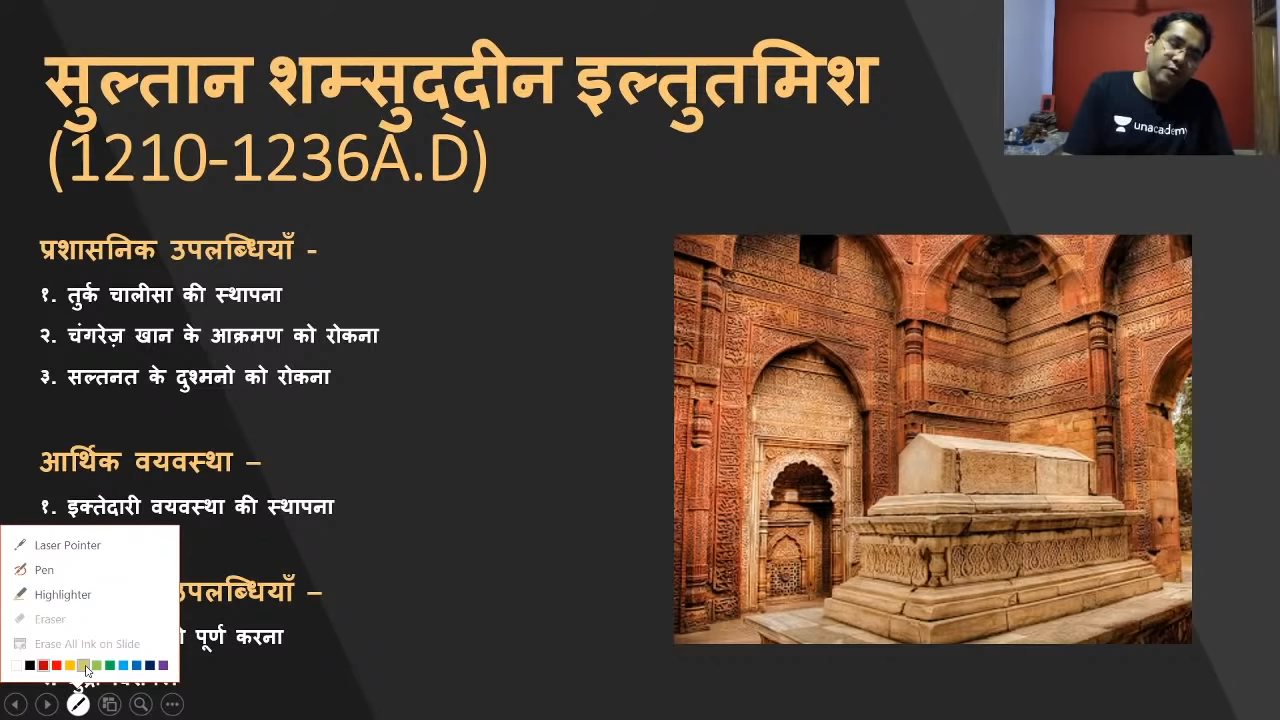 सुल्तान शम्सुद्दीन इल्तुतमिश
(1210-1236A.D)
unacademy
प्रशासनिक उपलब्धियाँ -
१. तुर्क चालीसा की स्थापना
२. चंगरेज़ खान के आक्रमण को रोकना
३. सल्तनत के दुश्मनो को रोकना
आर्थिक वयवस्था –
१. इक्तेदारी वयवस्था की स्थापना
उपलब्धियाँ –
पूर्ण करना
Laser Pointer
Pen
Highlighter
Eraser
Erase All Ink on Slide